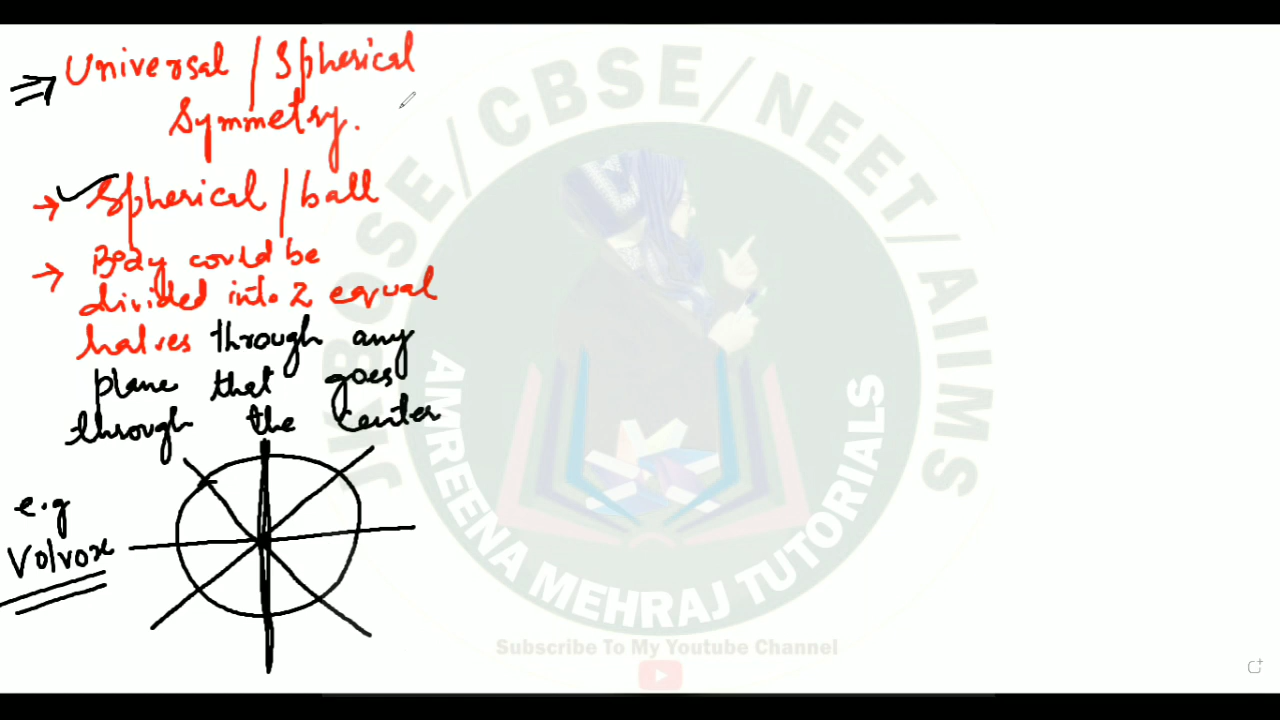 ⇒ Universal / Spherical
Symmetry.
→ Spherical / ball
→ Body could be
divided into 2 equal
halves through any
plane that goes
through the center
e.g
Volvox
JKBOSE/CBSE/NEET/AIIMS
AMREENA MEHRAJ TUTORIALS
Subscribe To My Youtube Channel